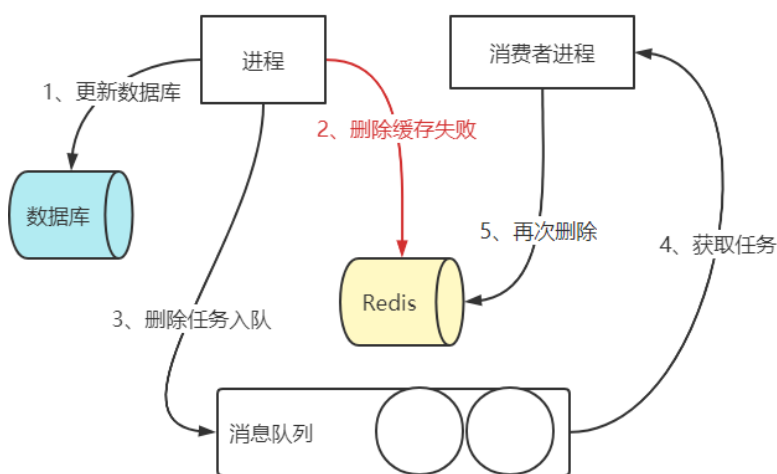 进程
消费者进程
1、更新数据库
2、删除缓存失败
数据库
5、再次删除
4、获取任务
Redis
3、删除任务入队
消息队列